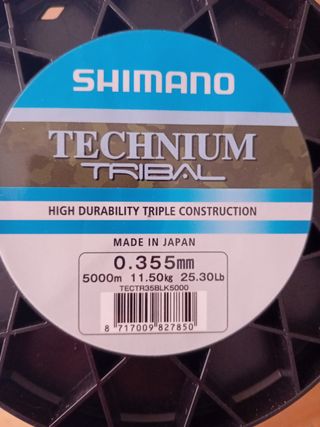 SHIMANO
TECHNIUM
TRIBAL
HIGH DURABILITY TRIPLE CONSTRUCTION
MADE IN JAPAN
0.355mm
5000m 11.50kg 25.30Lb
TECTR35BLK5000
8 717009 827850